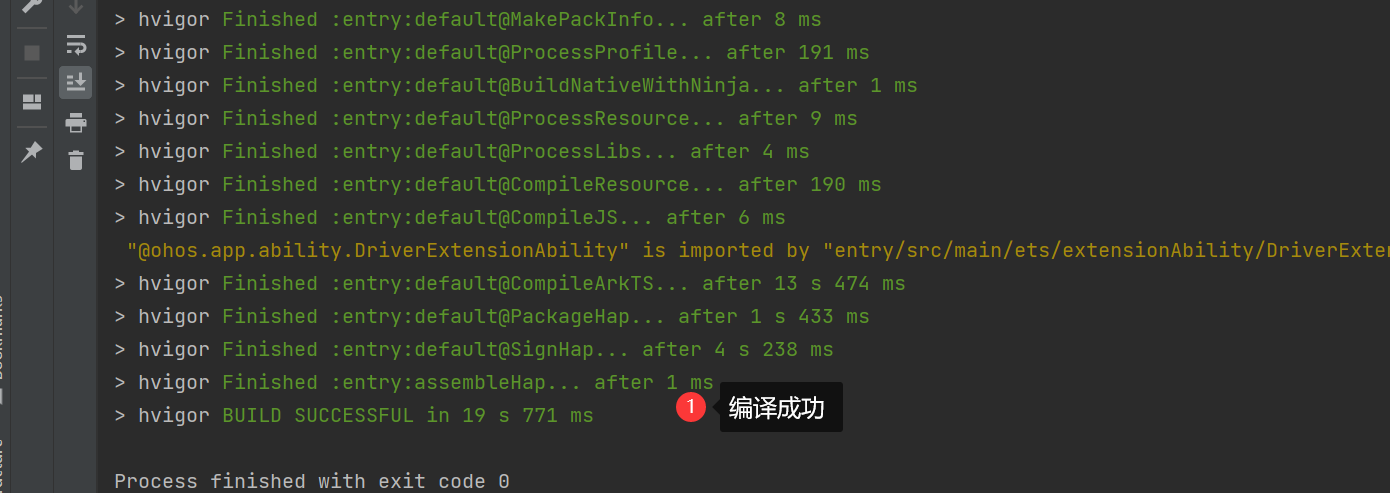 > hvigor Finished :entry:default@MakePackInfo... after 8 ms
> hvigor Finished :entry:default@ProcessProfile... after 191 ms
> hvigor Finished :entry:default@BuildNativeWithNinja... after 1 ms
> hvigor Finished :entry:default@ProcessResource... after 9 ms
> hvigor Finished :entry:default@ProcessLibs... after 4 ms
> hvigor Finished :entry:default@CompileResource... after 190 ms
> hvigor Finished :entry:default@CompileJS... after 6 ms
"@ohos.app.ability.DriverExtensionAbility" is imported by "entry/src/main/ets/extensionAbility/DriverExten
> hvigor Finished :entry:default@CompileArkTS... after 13 s 474 ms
> hvigor Finished :entry:default@PackageHap... after 1 s 433 ms
> hvigor Finished :entry:default@SignHap... after 4 s 238 ms
> hvigor Finished :entry:assembleHap... after 1 ms
> hvigor BUILD SUCCESSFUL in 19 s 771 ms
1 编译成功
Process finished with exit code 0